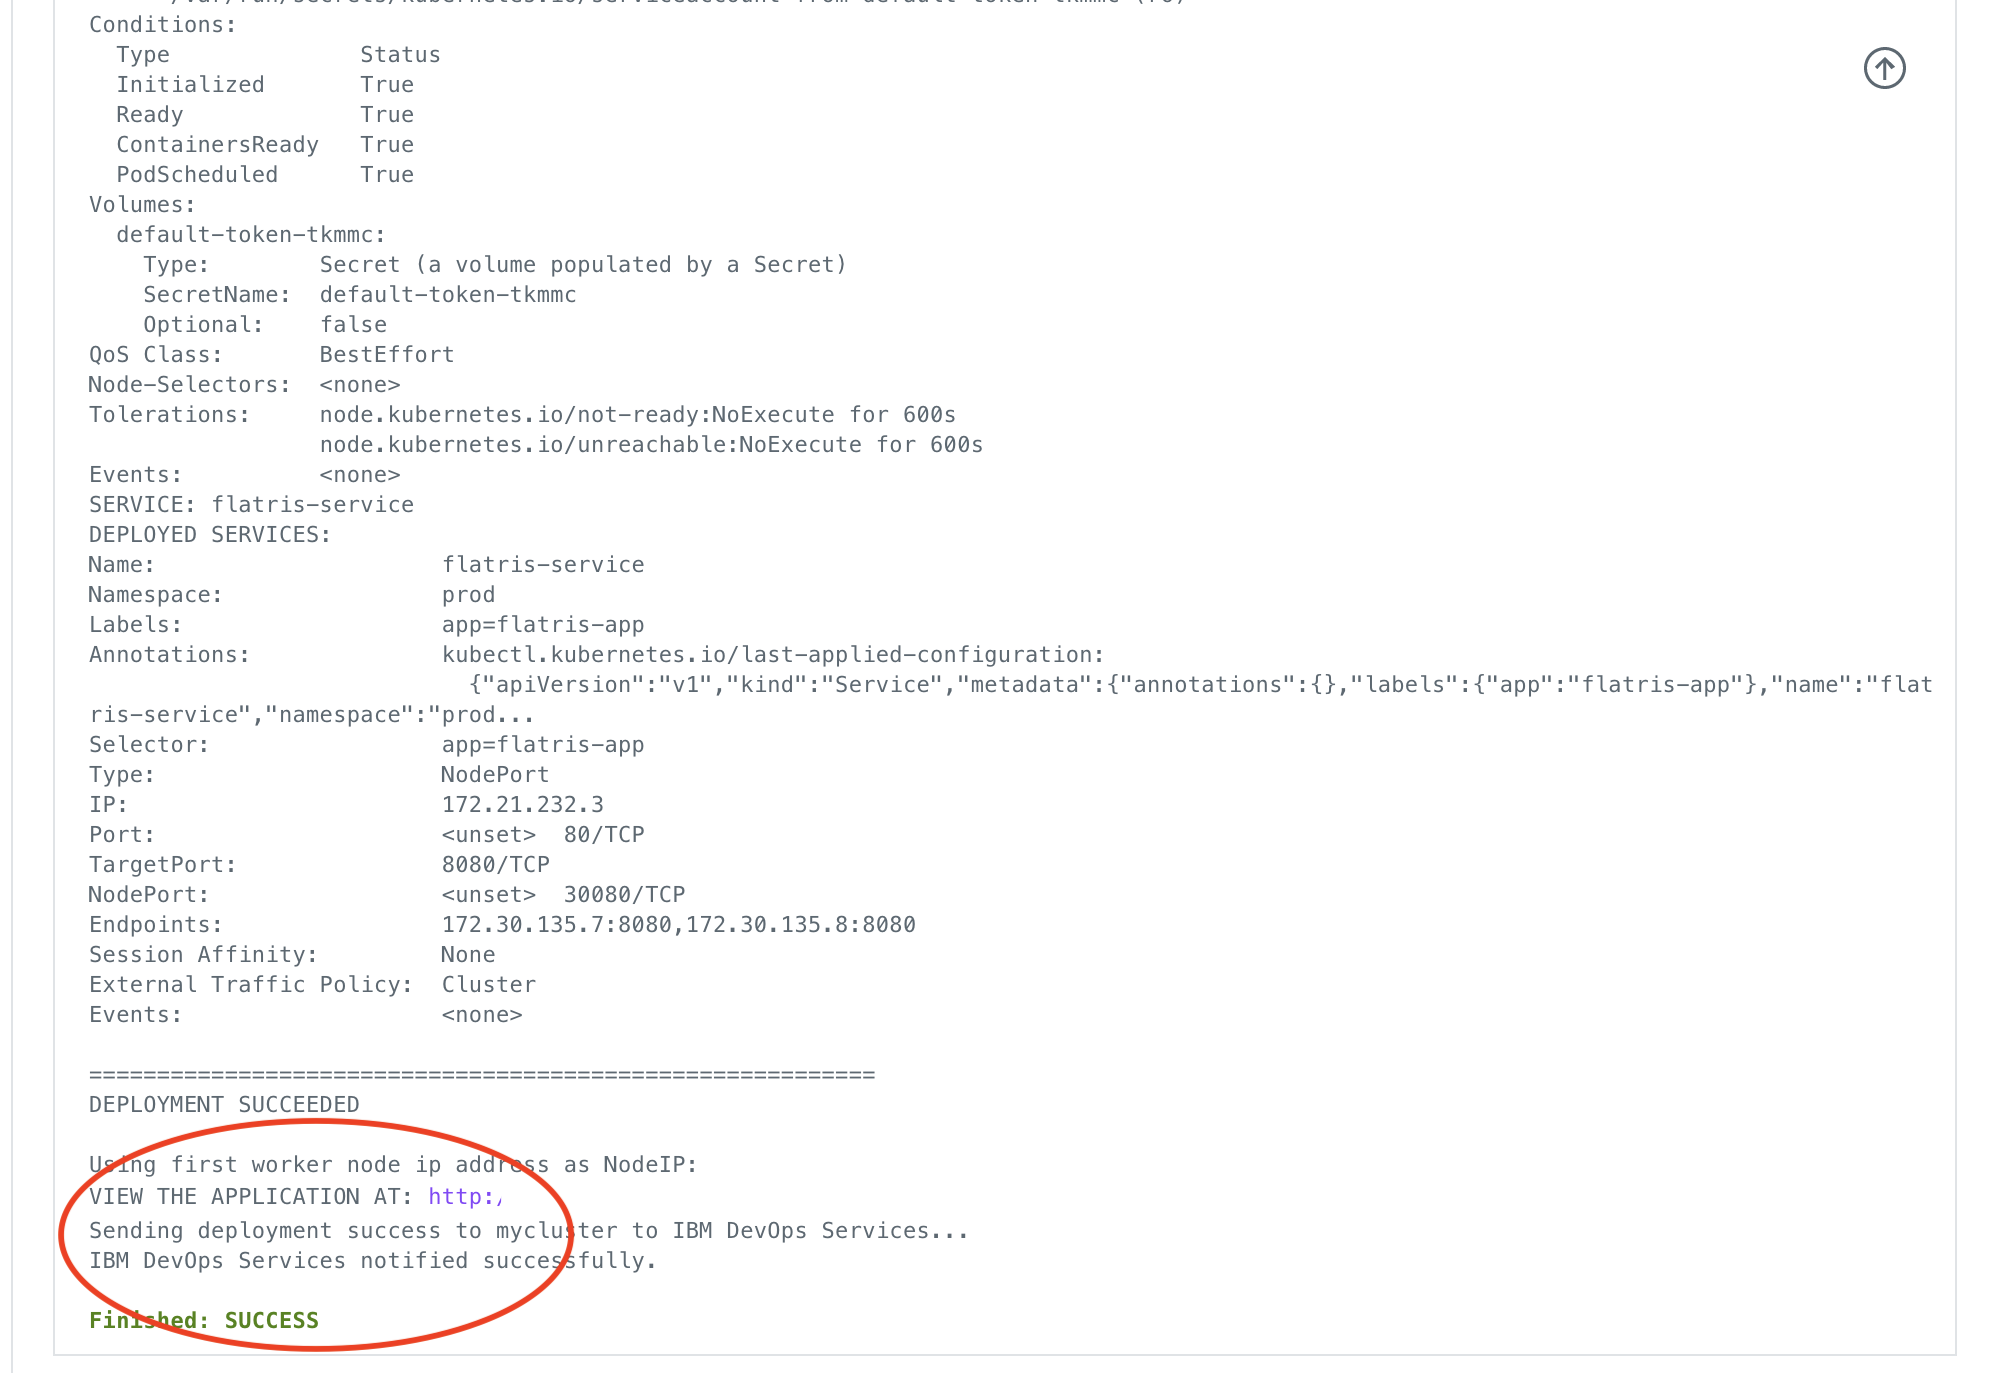 Conditions:
  Type              Status
  Initialized       True
  Ready             True
  ContainersReady   True
  PodScheduled      True
Volumes:
  default-token-tkmmc:
    Type:        Secret (a volume populated by a Secret)
    SecretName:  default-token-tkmmc
    Optional:    false
QoS Class:       BestEffort
Node-Selectors:  <none>
Tolerations:     node.kubernetes.io/not-ready:NoExecute for 600s
                 node.kubernetes.io/unreachable:NoExecute for 600s
Events:          <none>
SERVICE: flatris-service
DEPLOYED SERVICES:
Name:                     flatris-service
Namespace:                prod
Labels:                   app=flatris-app
Annotations:              kubectl.kubernetes.io/last-applied-configuration:
                            {"apiVersion":"v1","kind":"Service","metadata":{"annotations":{},"labels":{"app":"flatris-app"},"name":"flat
ris-service","namespace":"prod...
Selector:                 app=flatris-app
Type:                     NodePort
IP:                       172.21.232.3
Port:                     <unset>  80/TCP
TargetPort:               8080/TCP
NodePort:                 <unset>  30080/TCP
Endpoints:                172.30.135.7:8080,172.30.135.8:8080
Session Affinity:         None
External Traffic Policy:  Cluster
Events:                   <none>
==========================================================
DEPLOYMENT SUCCEEDED
Using first worker node ip address as NodeIP:
VIEW THE APPLICATION AT: http:/
Sending deployment success to mycluster to IBM DevOps Services...
IBM DevOps Services notified successfully.
Finished: SUCCESS